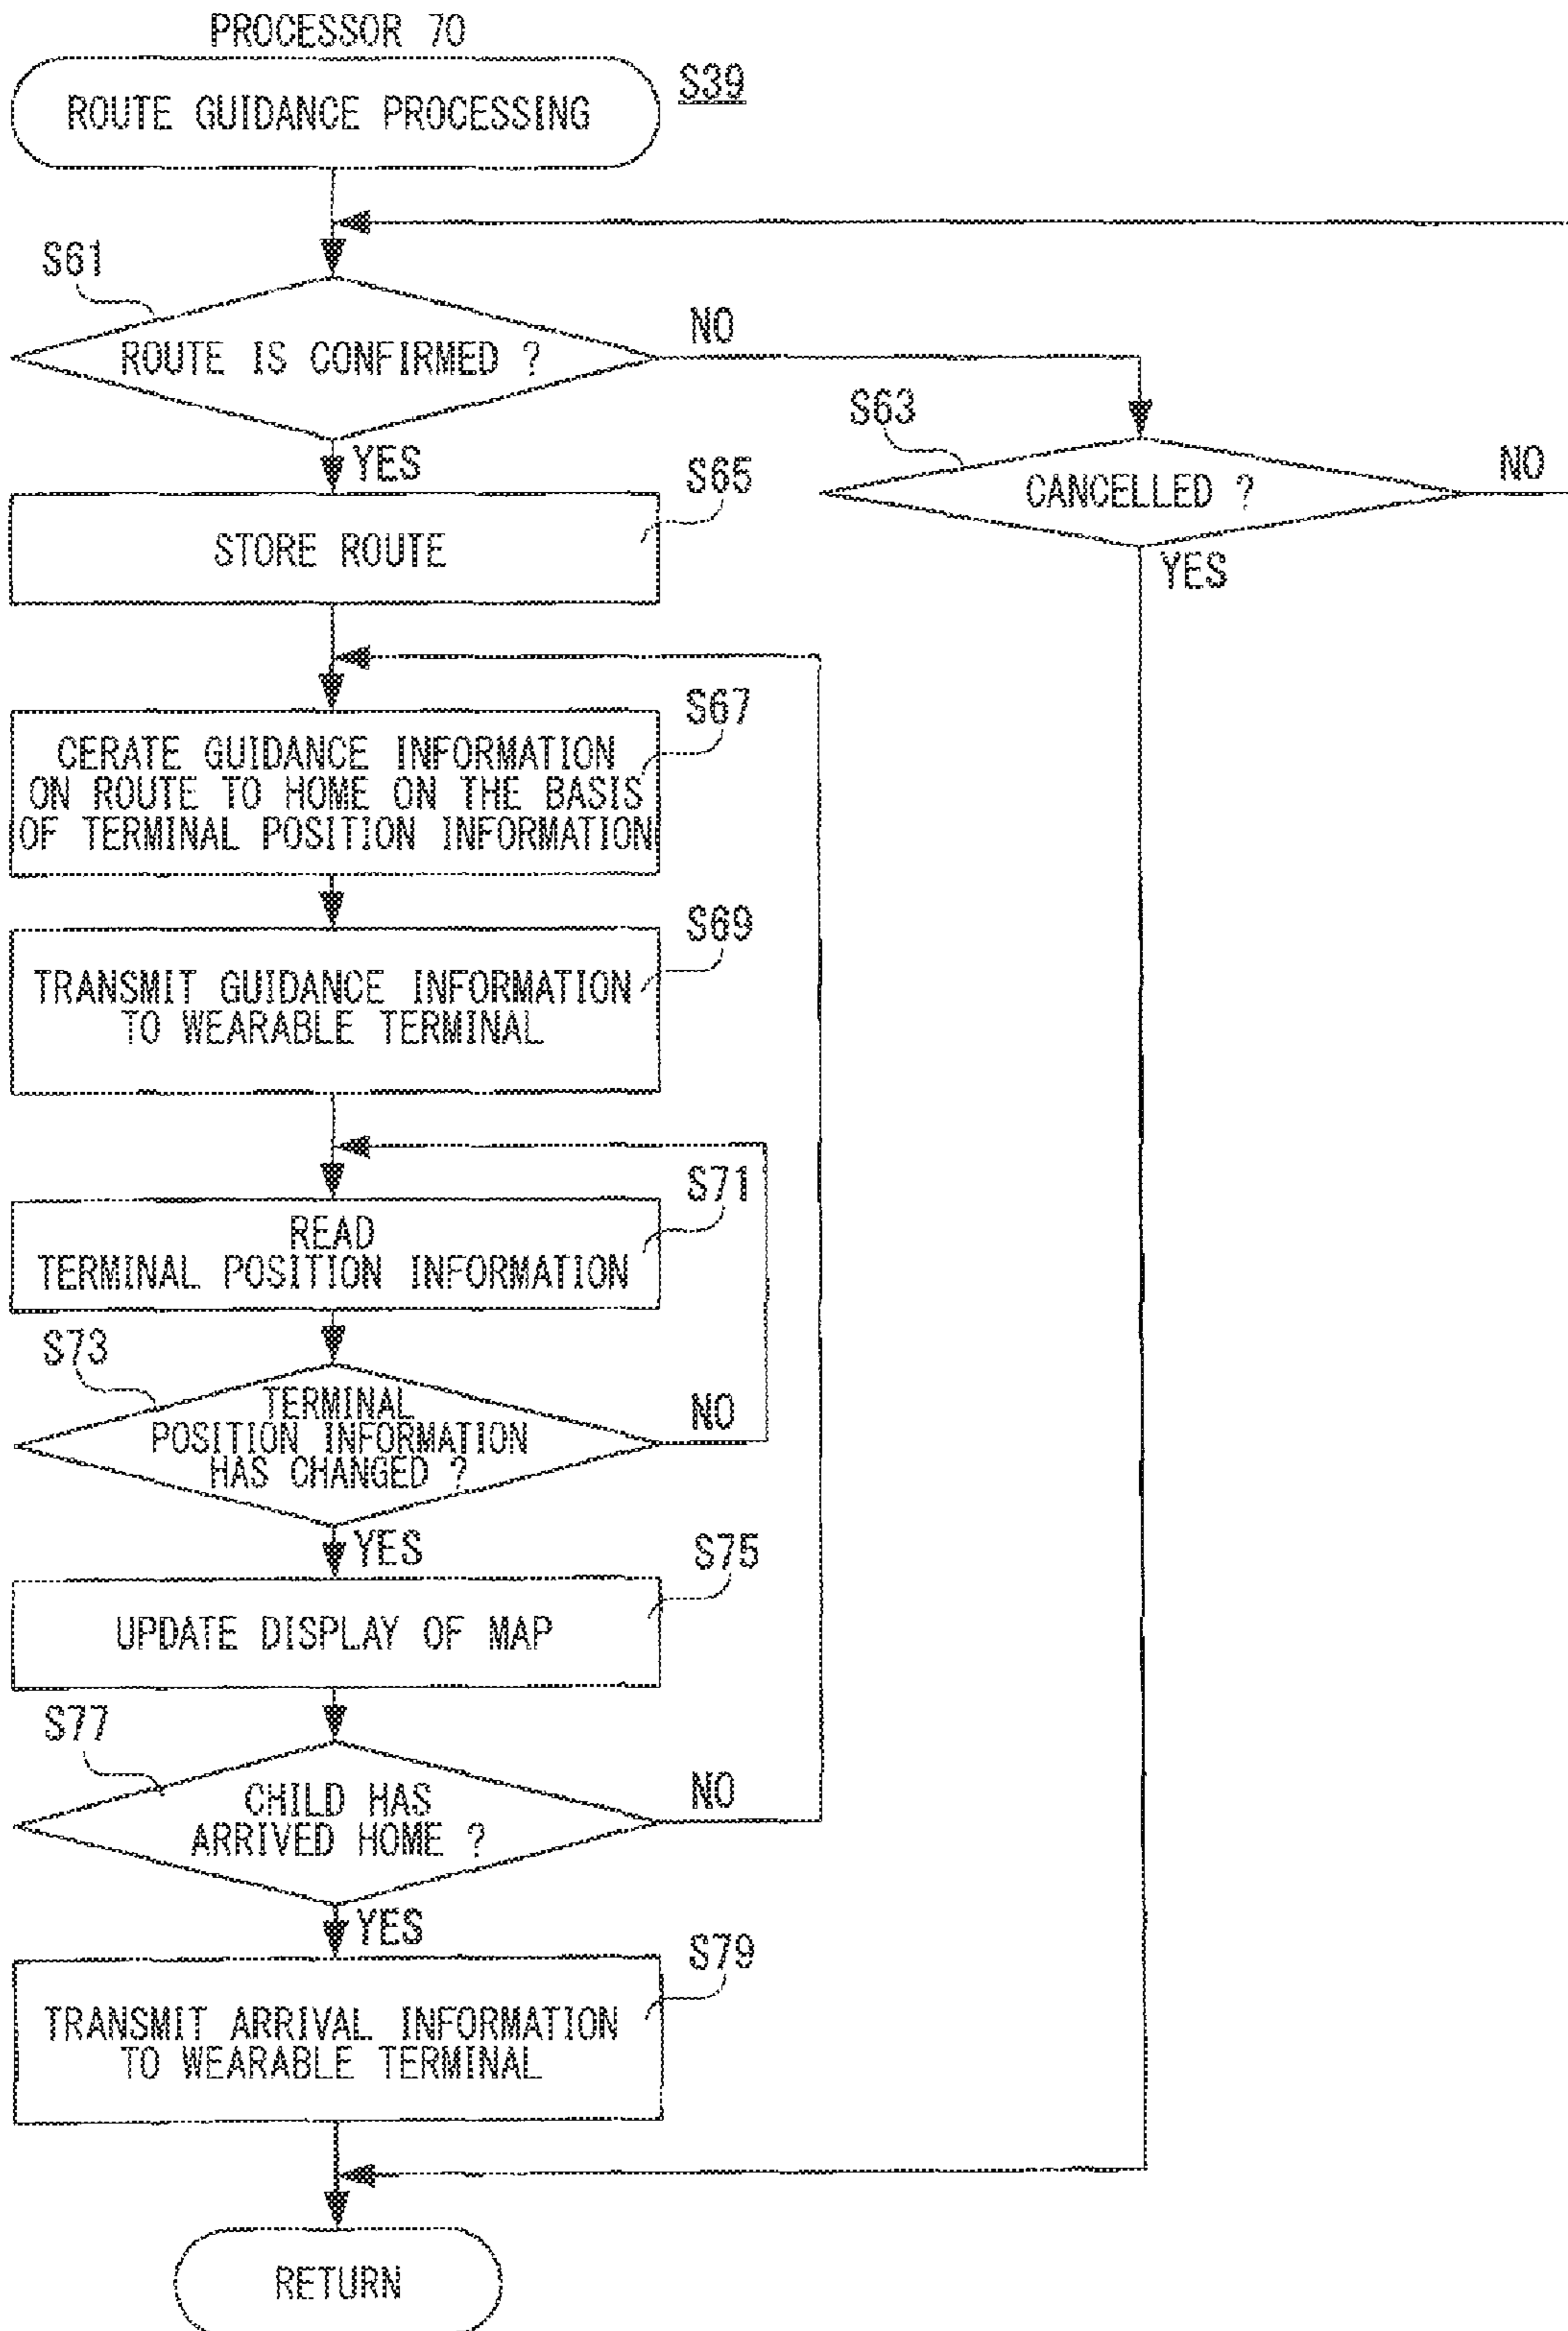 PROCESSOR 70
ROUTE GUIDANCE PROCESSING
S39
S61
ROUTE IS CONFIRMED ?
NO
YES
S63
CANCELLED ?
NO
YES
S65
STORE ROUTE
S67
CERATE GUIDANCE INFORMATION
ON ROUTE TO HOME ON THE BASIS
OF TERMINAL POSITION INFORMATION
S69
TRANSMIT GUIDANCE INFORMATION
TO WEARABLE TERMINAL
S71
READ
TERMINAL POSITION INFORMATION
S73
TERMINAL
POSITION INFORMATION
HAS CHANGED ?
NO
YES
S75
UPDATE DISPLAY OF MAP
S77
CHILD HAS
ARRIVED HOME ?
NO
YES
S79
TRANSMIT ARRIVAL INFORMATION
TO WEARABLE TERMINAL
RETURN